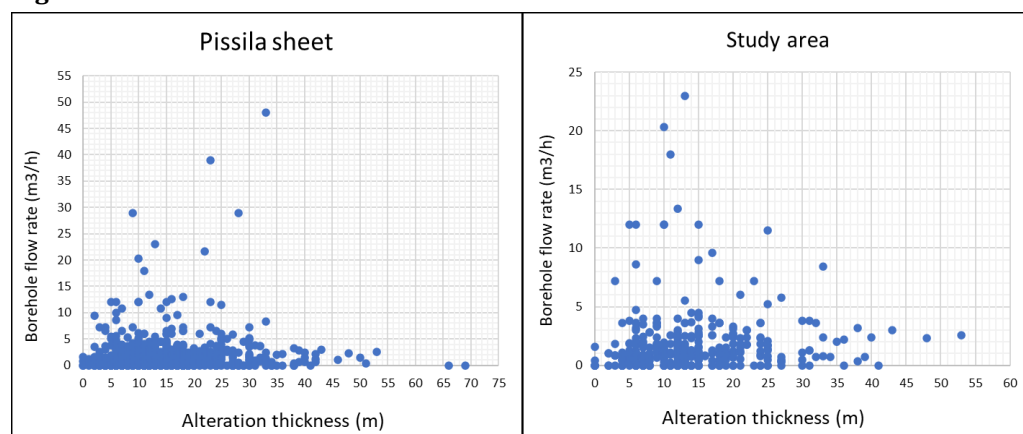 Pissila sheet
55
50
45
40
35
30
25
20
15
10
5
0
0 5 10 15 20 25 30 35 40 45 50 55 60 65 70 75
Borehole flow rate (m3/h)
Alteration thickness (m)
Study area
25
20
15
10
5
0
0 5 10 15 20 25 30 35 40 45 50 55 60
Borehole flow rate (m3/h)
Alteration thickness (m)